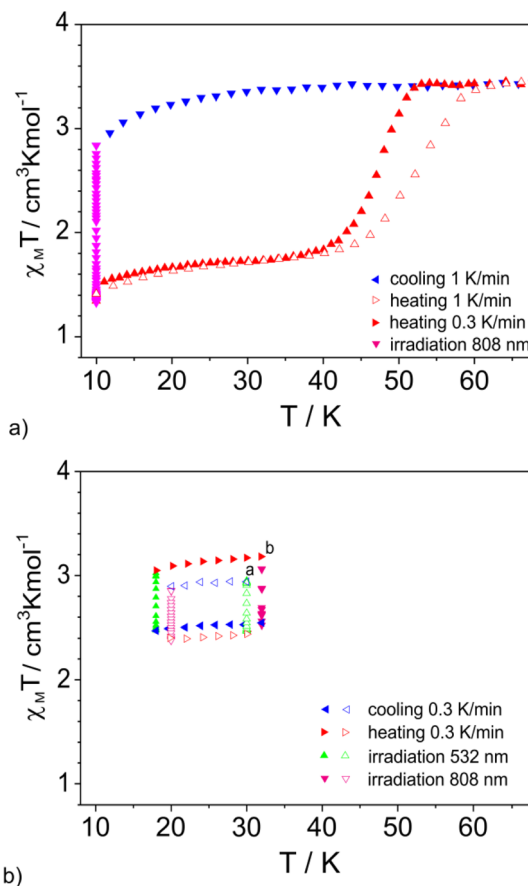 4
3
2
1
χMT / cm3Kmol-1
cooling 1 K/min
heating 1 K/min
heating 0.3 K/min
irradiation 808 nm
10 20 30 40 50 60
T / K
a)
4
3
2
1
χMT / cm3Kmol-1
b
a
cooling 0.3 K/min
heating 0.3 K/min
irradiation 532 nm
irradiation 808 nm
10 20 30 40 50 60
T / K
b)